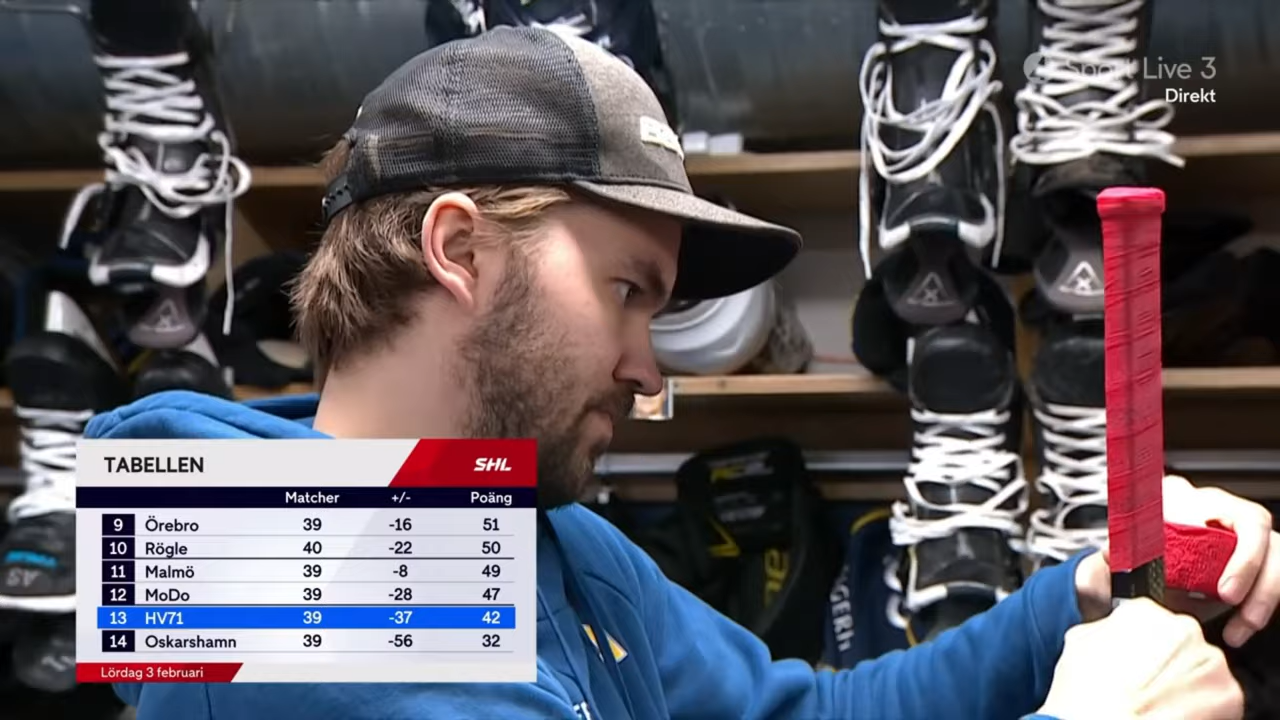 Sport Live 3
Direkt
TABELLEN SHL
Matcher +/- Poäng
9 Örebro 39 -16 51
10 Rögle 40 -22 50
11 Malmö 39 -8 49
12 MoDo 39 -28 47
13 HV71 39 -37 42
14 Oskarshamn 39 -56 32
Lördag 3 februari